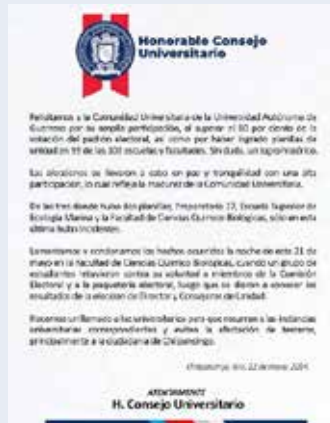 Honorable Consejo
Universitario
Felicitamos a la Comunidad Universitaria de la Universidad Autónoma de
Guerrero por su amplia participación, al superar el 80 por ciento de la
votación del padrón electoral, así como por haber logrado planillas de
unidad en 99 de las 102 escuelas y facultades. Sin duda, un logro histórico.
Las elecciones se llevaron a cabo en paz y tranquilidad con una alta
participación, lo cual refleja la madurez de la Comunidad Universitaria.
De las tres donde hubo dos planillas, Preparatoria 17, Escuela Superior de
Ecología Marina y la Facultad de Ciencias Químico Biológicas, sólo en esta
última hubo incidentes.
Lamentamos y condenamos los hechos ocurridos la noche de este 21 de
mayo en la Facultad de Ciencias Químico Biológicas, cuando un grupo de
estudiantes retuvieron contra su voluntad a miembros de la Comisión
Electoral y a la paquetería electoral, luego que se dieron a conocer los
resultados de la elección de Director y Consejeros de Unidad.
Hacemos un llamado a los universitarios para que recurran a las instancias
universitarias correspondientes y eviten la afectación de terceros,
principalmente a la ciudadanía de Chilpancingo.
Chilpancingo, Gro., 22 de mayo 2024.
ATENTAMENTE
H. Consejo Universitario